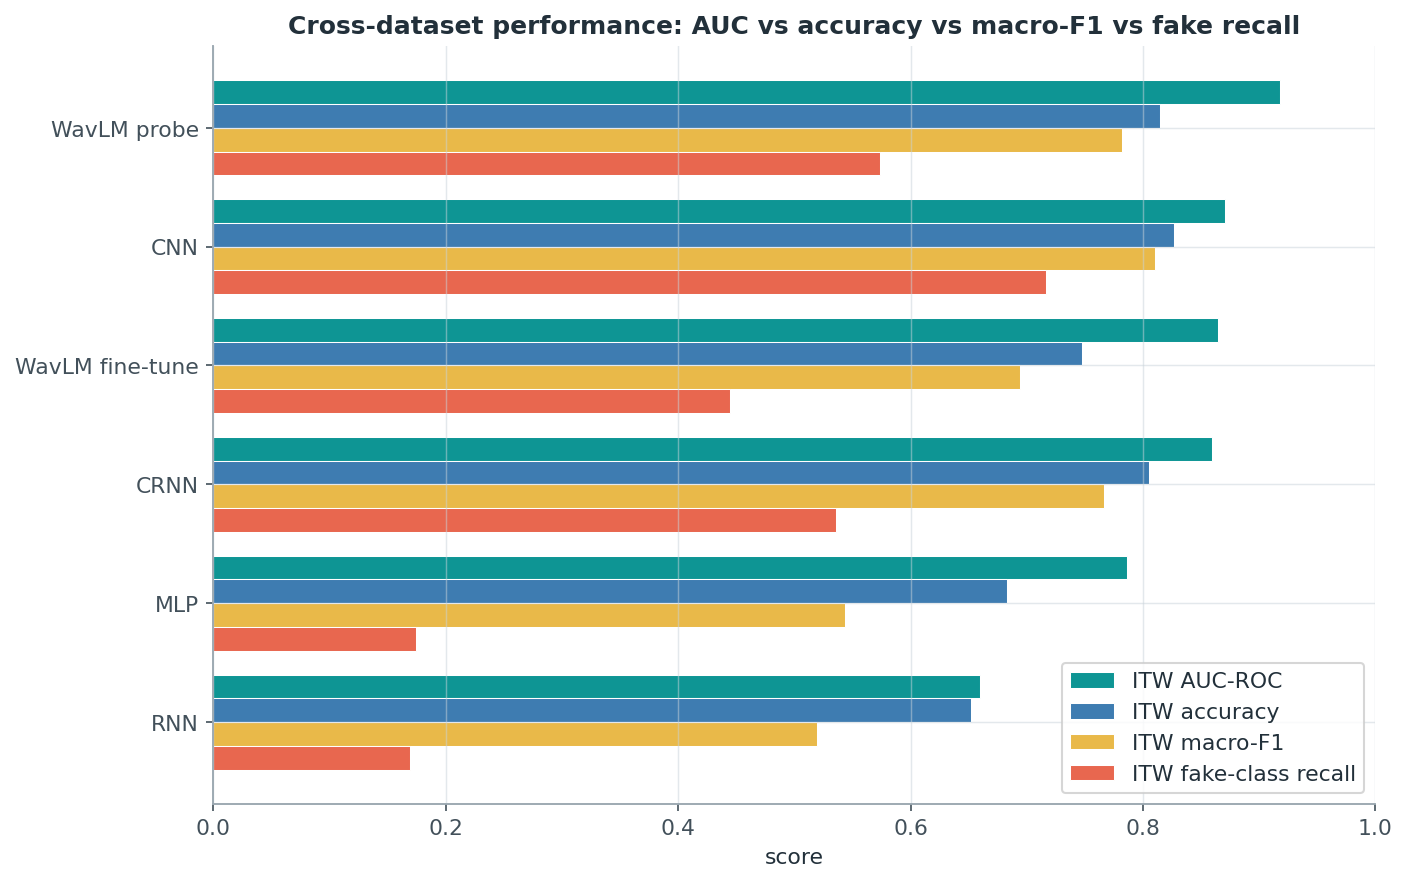 Cross-dataset performance: AUC vs accuracy vs macro-F1 vs fake recall
WavLM probe
CNN
WavLM fine-tune
CRNN
MLP
RNN
ITW AUC-ROC
ITW accuracy
ITW macro-F1
ITW fake-class recall
0.0 0.2 0.4 0.6 0.8 1.0
score